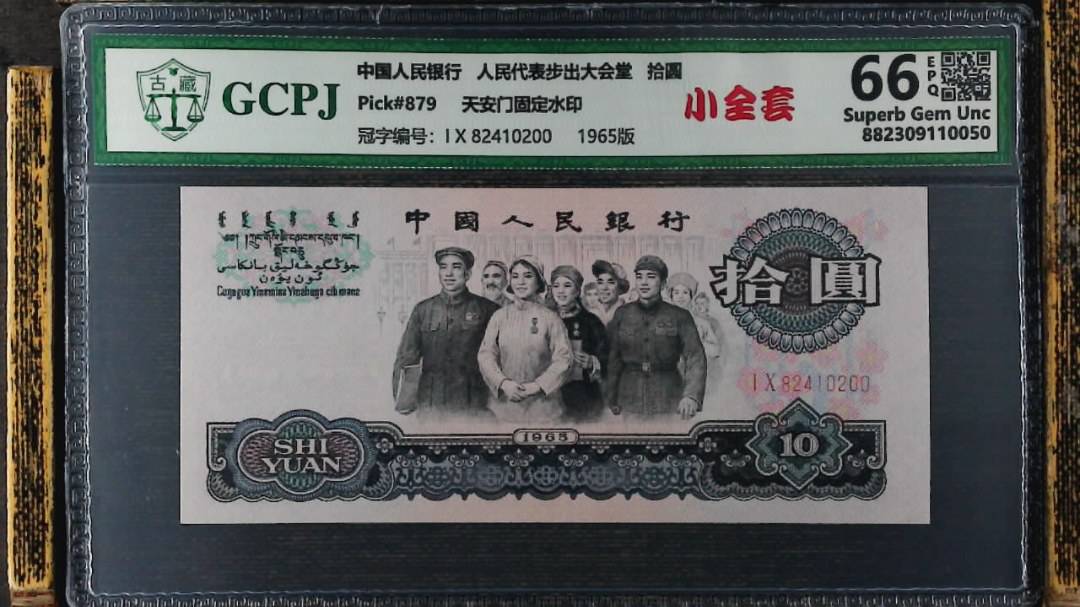 古藏
GCPJ
中国人民银行 人民代表步出大会堂 拾圆
Pick#879 天安门固定水印
冠字编号: I X 82410200 1965版
小全套
66 EPQ
Superb Gem Unc
882309110050
中國人民銀行
拾圓
I X 82410200
1965
SHI
YUAN
10